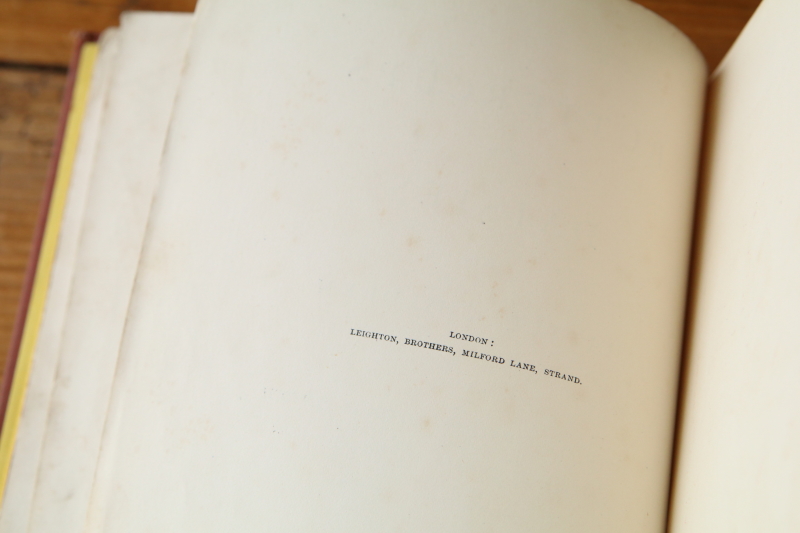 LONDON:
LEIGHTON, BROTHERS, MILFORD LANE, STRAND.